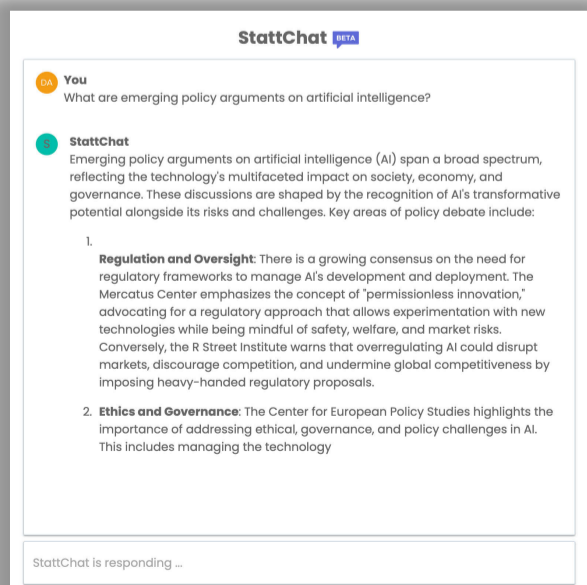 StattChat BETA
DA You
What are emerging policy arguments on artificial intelligence?
S StattChat
Emerging policy arguments on artificial intelligence (AI) span a broad spectrum,
reflecting the technology's multifaceted impact on society, economy, and
governance. These discussions are shaped by the recognition of AI's transformative
potential alongside its risks and challenges. Key areas of policy debate include:
1.
Regulation and Oversight: There is a growing consensus on the need for
regulatory frameworks to manage AI's development and deployment. The
Mercatus Center emphasizes the concept of "permissionless innovation,"
advocating for a regulatory approach that allows experimentation with new
technologies while being mindful of safety, welfare, and market risks.
Conversely, the R Street Institute warns that overregulating AI could disrupt
markets, discourage competition, and undermine global competitiveness by
imposing heavy-handed regulatory proposals.
2. Ethics and Governance: The Center for European Policy Studies highlights the
importance of addressing ethical, governance, and policy challenges in AI.
This includes managing the technology
StattChat is responding ...